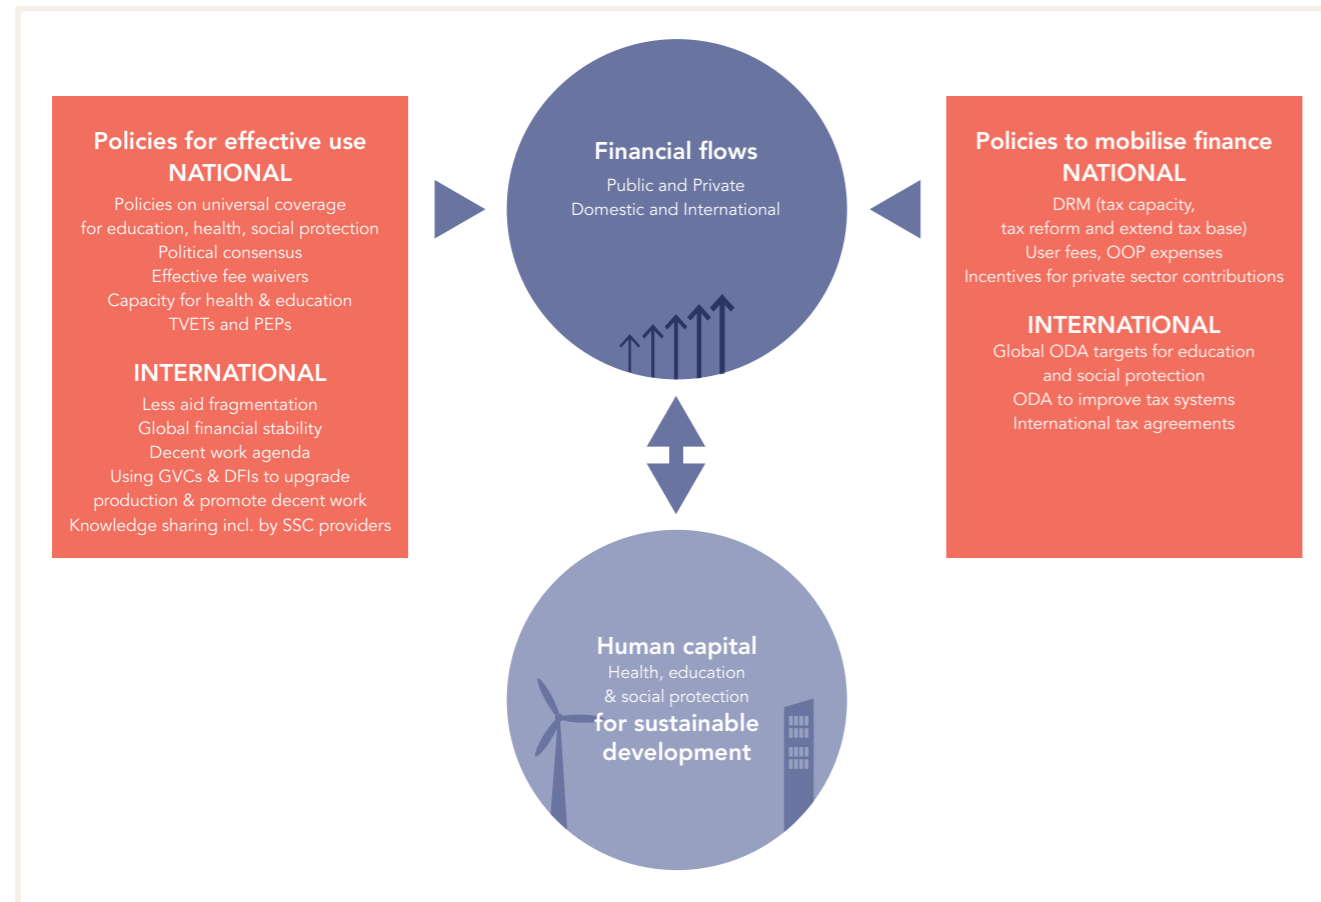 Policies for effective use
NATIONAL
Policies on universal coverage
for education, health, social protection
Political consensus
Effective fee waivers
Capacity for health & education
TVETs and PEPs
INTERNATIONAL
Less aid fragmentation
Global financial stability
Decent work agenda
Using GVCs & DFIs to upgrade
production & promote decent work
Knowledge sharing incl. by SSC providers
Financial flows
Public and Private
Domestic and International
Policies to mobilise finance
NATIONAL
DRM (tax capacity,
tax reform and extend tax base)
User fees, OOP expenses
Incentives for private sector contributions
INTERNATIONAL
Global ODA targets for education
and social protection
ODA to improve tax systems
International tax agreements
Human capital
Health, education
& social protection
for sustainable
development